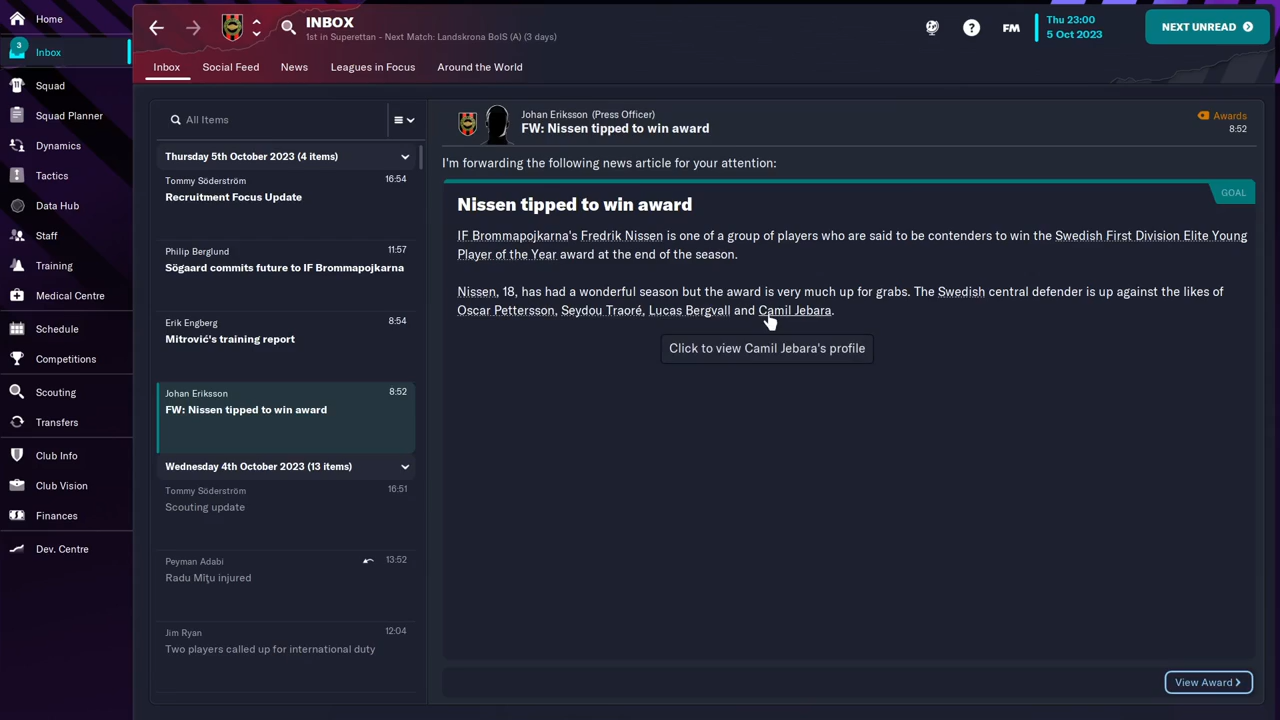 Home
3
Inbox
Squad
Squad Planner
Dynamics
Tactics
Data Hub
Staff
Training
Medical Centre
Schedule
Competitions
Scouting
Transfers
Club Info
Club Vision
Finances
Dev. Centre
INBOX
1st in Superettan - Next Match: Landskrona BoIS (A) (3 days)
FM
Thu 23:00
5 Oct 2023
NEXT UNREAD
Inbox
Social Feed
News
Leagues in Focus
Around the World
All Items
Thursday 5th October 2023 (4 items)
Tommy Söderström 16:54
Recruitment Focus Update
Philip Berglund 11:57
Sögaard commits future to IF Brommapojkarna
Erik Engberg 8:54
Mitrović's training report
Johan Eriksson 8:52
FW: Nissen tipped to win award
Wednesday 4th October 2023 (13 items)
Tommy Söderström 16:51
Scouting update
Peyman Adabi 13:52
Radu Mîțu injured
Jim Ryan 12:04
Two players called up for international duty
Johan Eriksson (Press Officer)
FW: Nissen tipped to win award
Awards
8:52
I'm forwarding the following news article for your attention:
GOAL
Nissen tipped to win award
IF Brommapojkarna's Fredrik Nissen is one of a group of players who are said to be contenders to win the Swedish First Division Elite Young
Player of the Year award at the end of the season.
Nissen, 18, has had a wonderful season but the award is very much up for grabs. The Swedish central defender is up against the likes of
Oscar Pettersson, Seydou Traoré, Lucas Bergvall and Camil Jebara.
Click to view Camil Jebara's profile
View Award